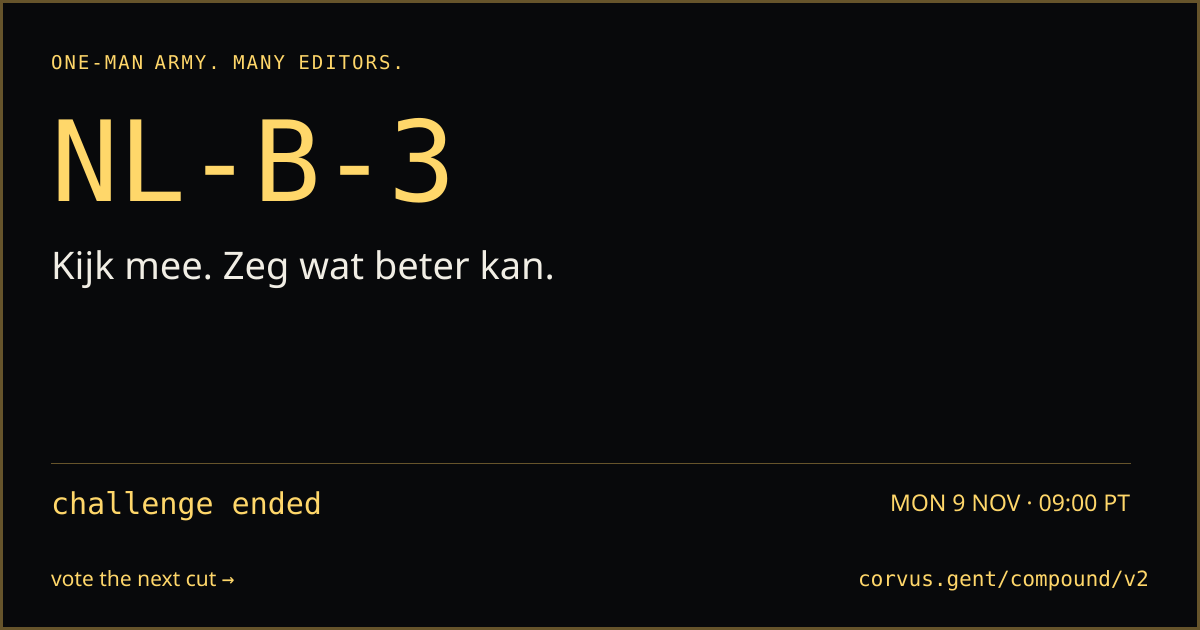 ONE-MAN ARMY. MANY EDITORS.
NL-B-3
Kijk mee. Zeg wat beter kan.
challenge ended
MON 9 NOV · 09:00 PT
vote the next cut →
corvus.gent/compound/v2